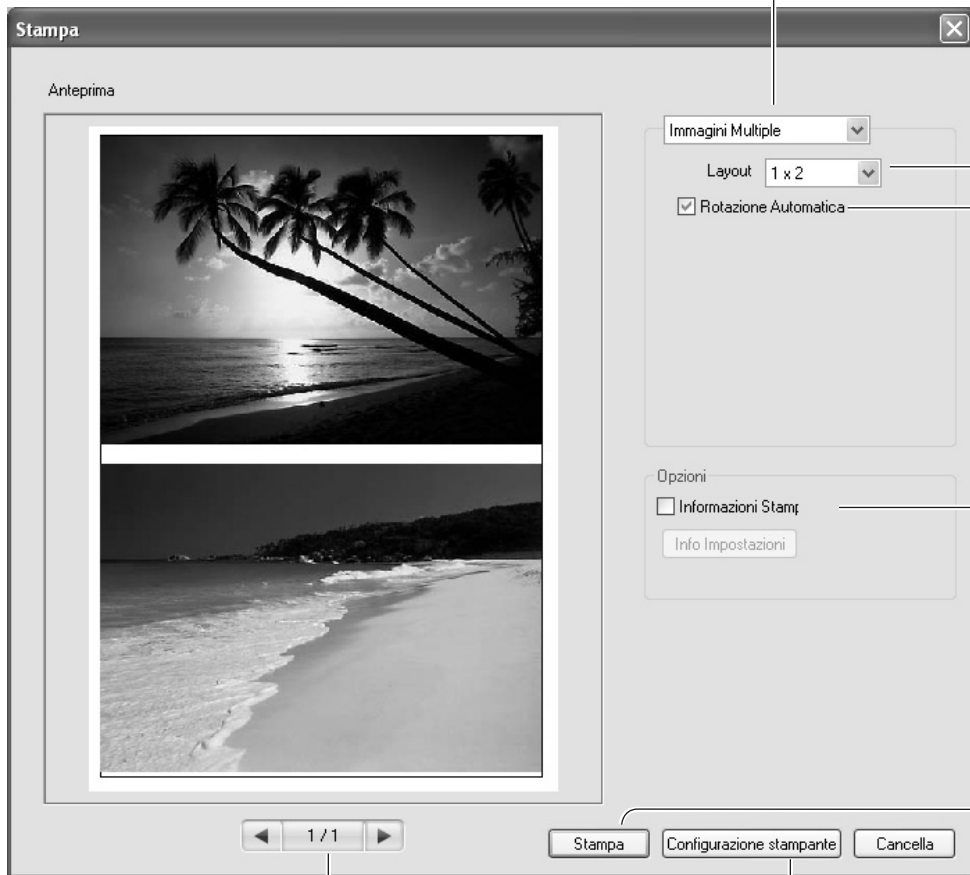 Stampa
Anteprima
Immagini Multiple
Layout 1 x 2
Rotazione Automatica
Opzioni
Informazioni Stamp
Info Impostazioni
1 / 1
Stampa
Configurazione stampante
Cancella